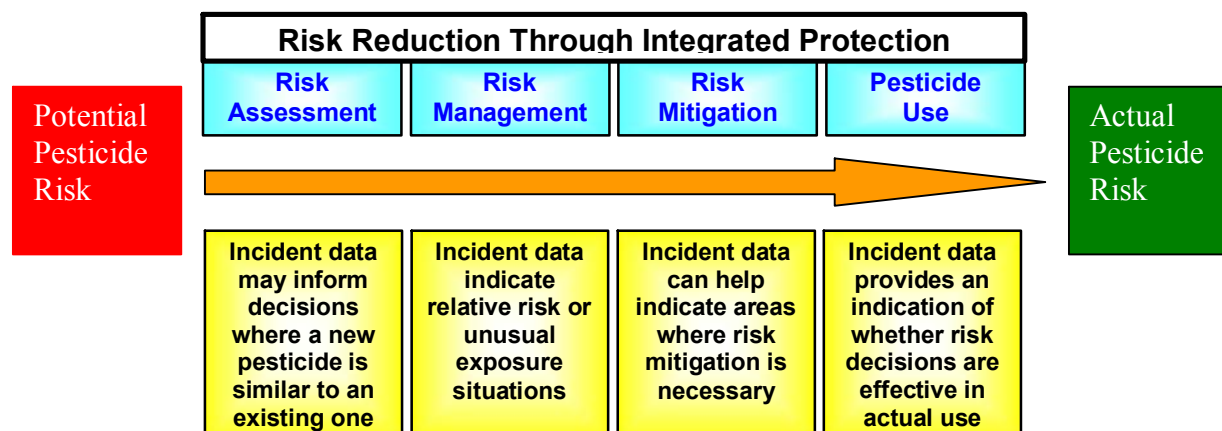 Risk Reduction Through Integrated Protection
Risk
Assessment
Risk
Management
Risk
Mitigation
Pesticide
Use
Potential
Pesticide
Risk
Actual
Pesticide
Risk
Incident data
may inform
decisions
where a new
pesticide is
similar to an
existing one
Incident data
indicate
relative risk or
unusual
exposure
situations
Incident data
can help
indicate areas
where risk
mitigation is
necessary
Incident data
provides an
indication of
whether risk
decisions are
effective in
actual use